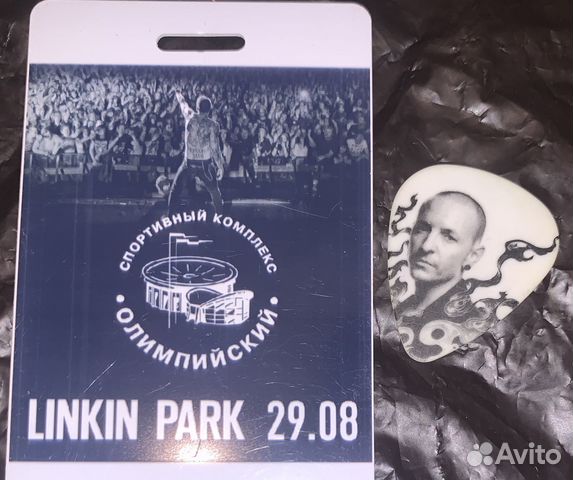 СПОРТИВНЫЙ КОМПЛЕКС
• ОЛИМПИЙСКИЙ •
LINKIN PARK 29.08
Avito